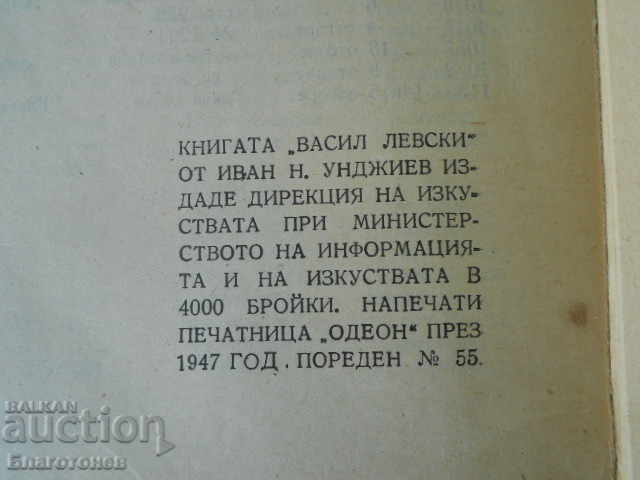 КНИГАТА „ВАСИЛ ЛЕВСКИ"
ОТ ИВАН Н. УНДЖИЕВ ИЗ-
ДАДЕ ДИРЕКЦИЯ НА ИЗКУ-
СТВАТА ПРИ МИНИСТЕР-
СТВОТО НА ИНФОРМАЦИЯ-
ТА И НА ИЗКУСТВАТА В
4000 БРОЙКИ. НАПЕЧАТИ
ПЕЧАТНИЦА „ОДЕОН" ПРЕЗ
1947 ГОД. ПОРЕДЕН № 55.
BALKAN
auction
Благотонев